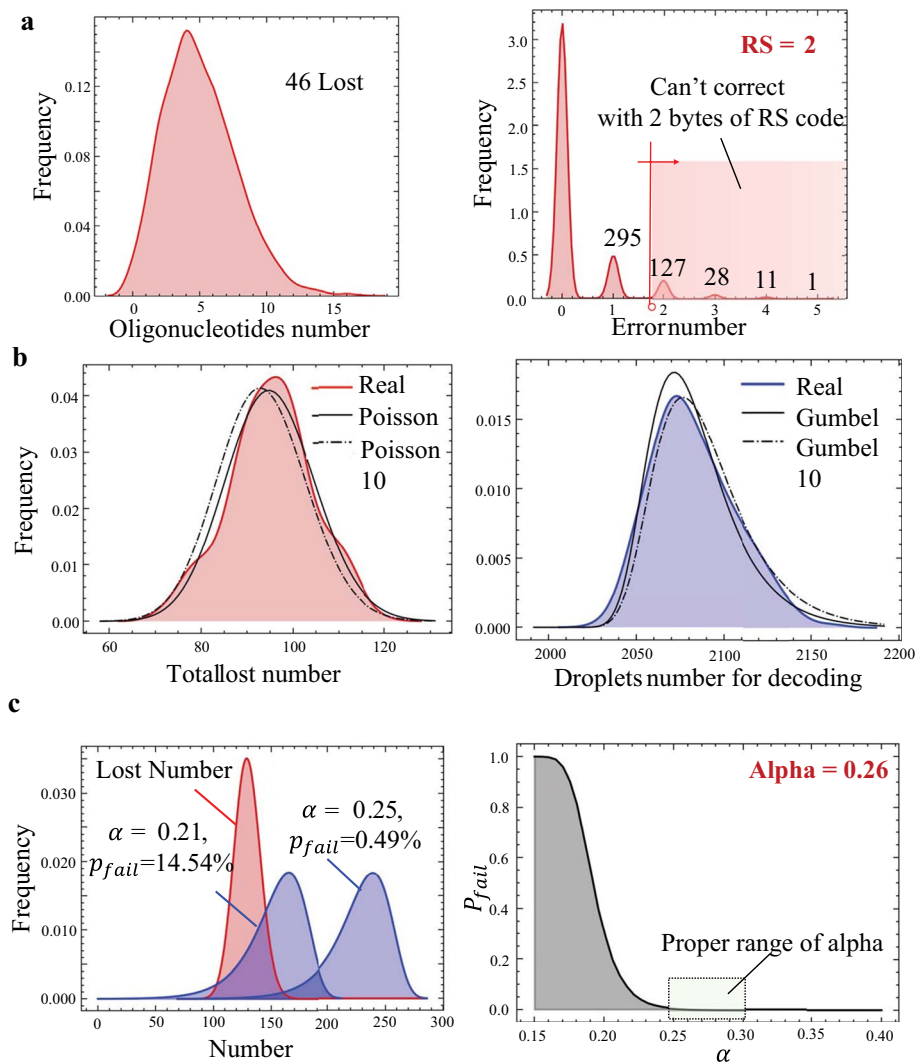 a
0.12
0.08
0.04
0.00
Frequency
46 Lost
0
5
10
15
Oligonucleotides number
3.0
2.5
2.0
1.5
1.0
0.5
0.0
Frequency
RS = 2
Can't correct
with 2 bytes of RS code
295
127
28
11
1
0
1
2
3
4
5
Error number
b
0.04
0.03
0.02
0.01
0.00
Frequency
Real
Poisson
Poisson
10
60
80
100
120
Totallost number
0.015
0.010
0.005
0.000
Real
Gumbel
Gumbel
10
2000
2050
2100
2150
2200
Droplets number for decoding
c
0.030
0.020
0.010
0.000
Frequency
Lost Number
α = 0.21,
p_fail=14.54%
α = 0.25,
p_fail=0.49%
0
50
100
150
200
250
300
Number
1.0
0.8
0.6
0.4
0.2
0.0
P_fail
Alpha = 0.26
Proper range of alpha
0.15
0.20
0.25
0.30
0.35
0.40
α